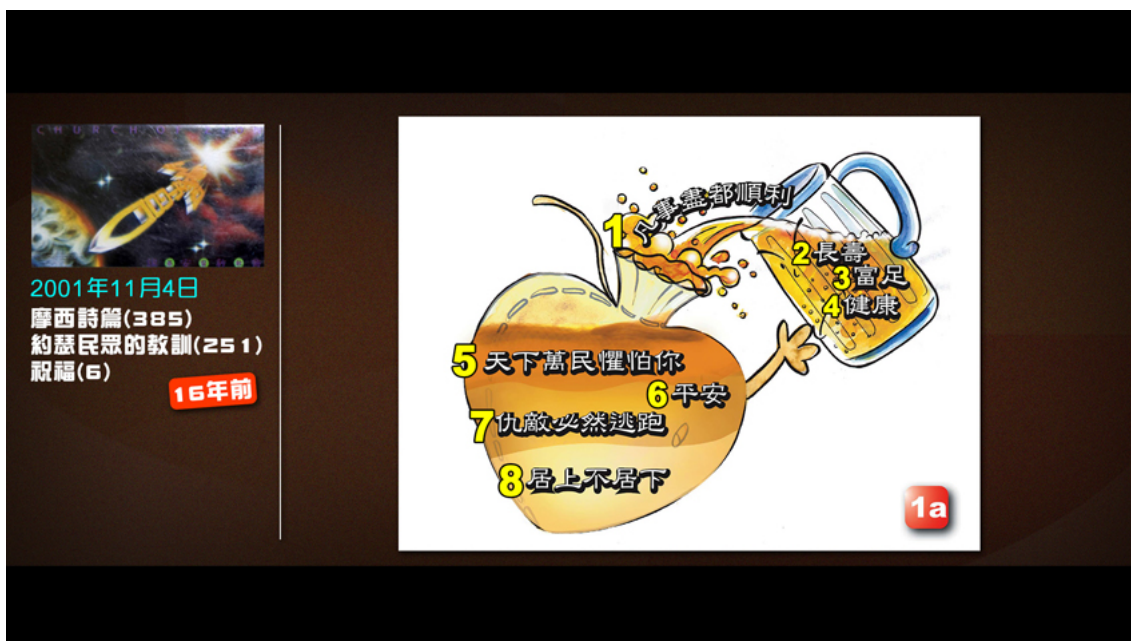 CHURCH O
2001年11月4日
摩西詩篇(385)
約瑟民眾的教訓(251)
祝福(6)
16年前
1 凡事盡都順利
2 長壽
3 富足
4 健康
5 天下萬民懼怕你
6 平安
7 仇敵必然逃跑
8 居上不居下
1a